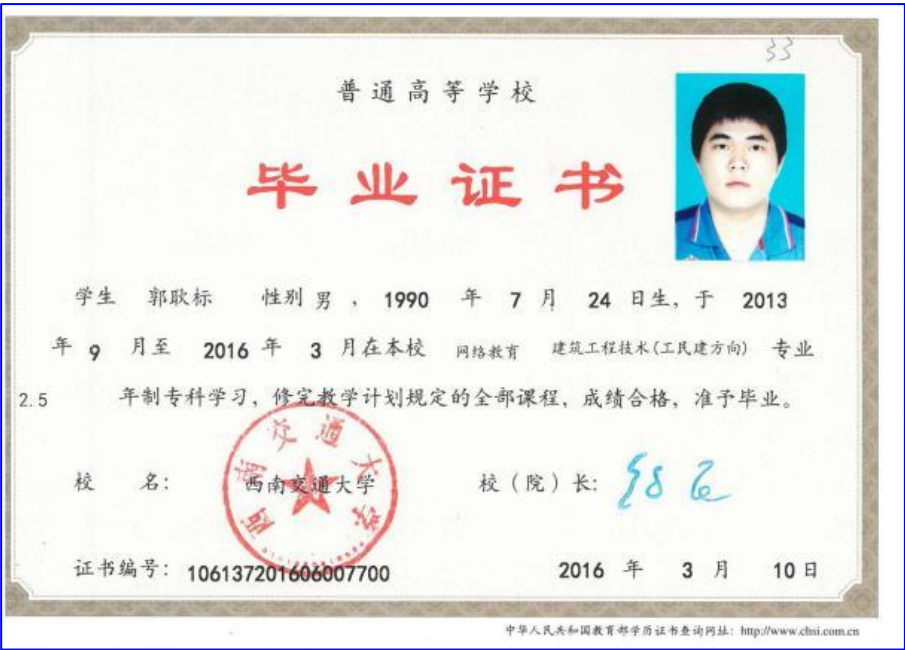 33
普通高等学校
毕业证书
学生 郭耿标 性别 男 ， 1990 年 7 月 24 日生，于 2013
年 9 月至 2016 年 3 月在本校 网络教育 建筑工程技术(工民建方向) 专业
2.5 年制专科学习，修完教学计划规定的全部课程，成绩合格，准予毕业。
西南交通大学
校 名： 西南交通大学 校（院）长：
证书编号： 106137201606007700 2016 年 3 月 10 日
中华人民共和国教育部学历证书查询网址：http://www.chsi.com.cn